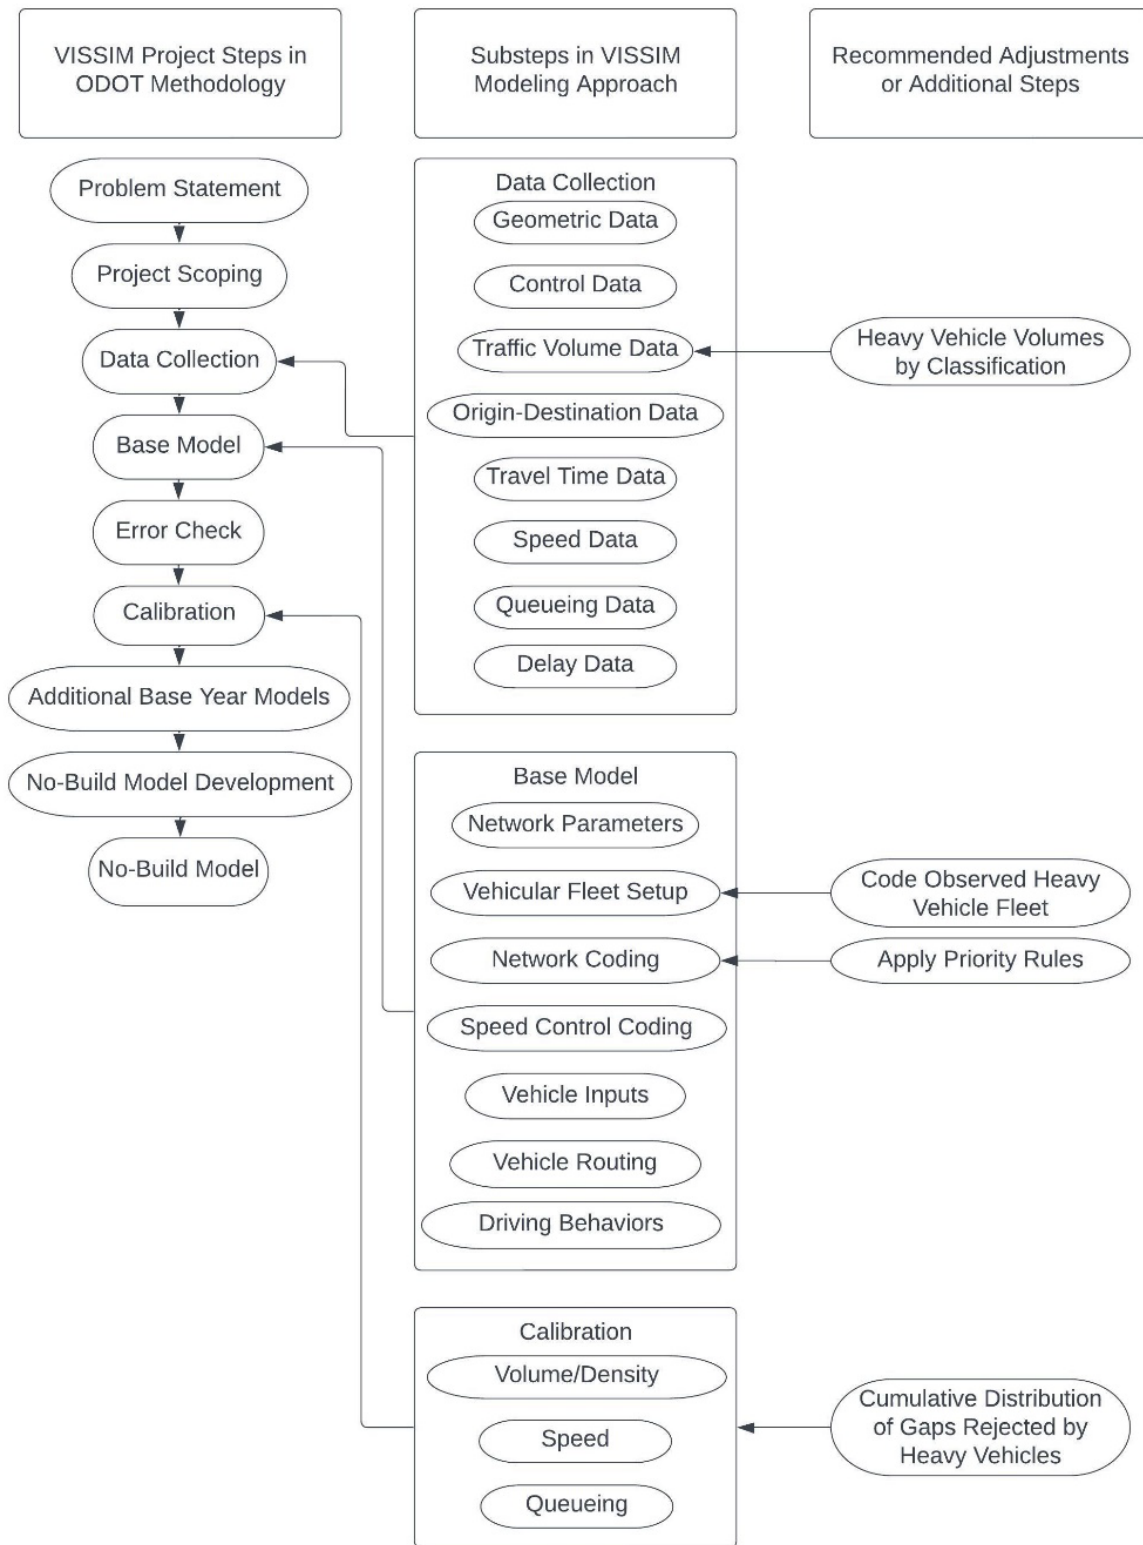 VISSIM Project Steps in
ODOT Methodology
Substeps in VISSIM
Modeling Approach
Recommended Adjustments
or Additional Steps
Problem Statement
Project Scoping
Data Collection
Base Model
Error Check
Calibration
Additional Base Year Models
No-Build Model Development
No-Build Model
Data Collection
Geometric Data
Control Data
Traffic Volume Data
Origin-Destination Data
Travel Time Data
Speed Data
Queueing Data
Delay Data
Base Model
Network Parameters
Vehicular Fleet Setup
Network Coding
Speed Control Coding
Vehicle Inputs
Vehicle Routing
Driving Behaviors
Calibration
Volume/Density
Speed
Queueing
Heavy Vehicle Volumes
by Classification
Code Observed Heavy
Vehicle Fleet
Apply Priority Rules
Cumulative Distribution
of Gaps Rejected by
Heavy Vehicles